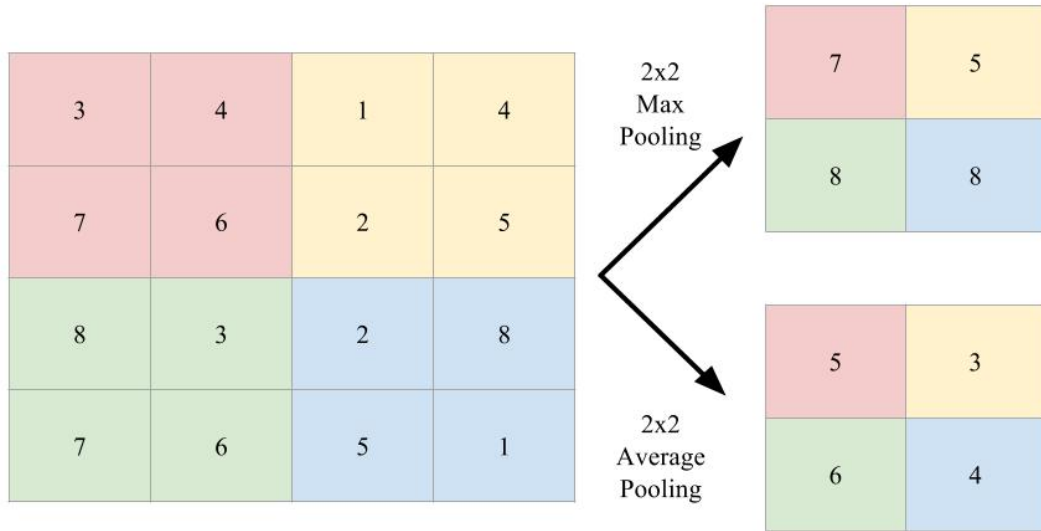 3 4 1 4
7 6 2 5
8 3 2 8
7 6 5 1
2x2
Max
Pooling
7 5
8 8
2x2
Average
Pooling
5 3
6 4